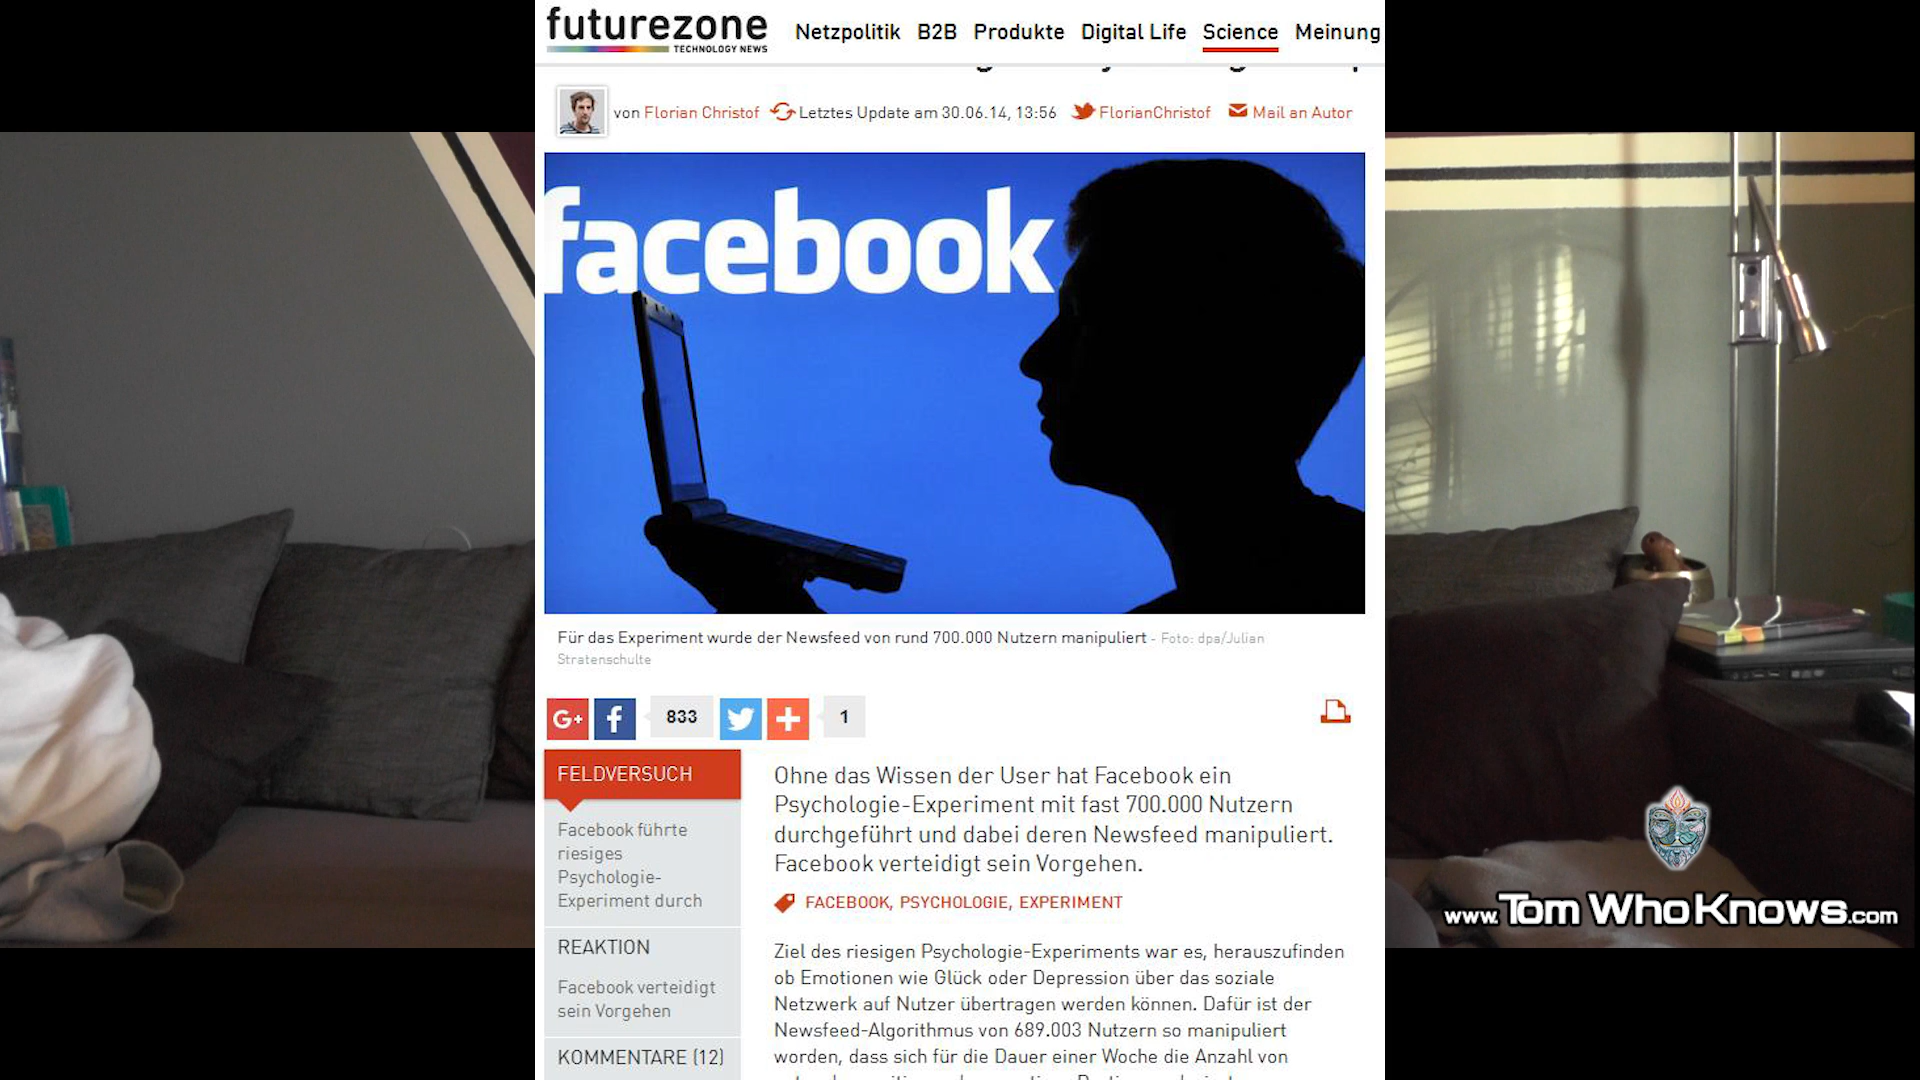 futurezone
TECHNOLOGY NEWS
Netzpolitik B2B Produkte Digital Life Science Meinung
von Florian Christof Letztes Update am 30.06.14, 13:56 FlorianChristof Mail an Autor
facebook
Für das Experiment wurde der Newsfeed von rund 700.000 Nutzern manipuliert - Foto: dpa/Julian
Stratenschulte
G+ f 833 + 1
FELDVERSUCH
Facebook führte
riesiges
Psychologie-
Experiment durch
REAKTION
Facebook verteidigt
sein Vorgehen
KOMMENTARE (12)
Ohne das Wissen der User hat Facebook ein
Psychologie-Experiment mit fast 700.000 Nutzern
durchgeführt und dabei deren Newsfeed manipuliert.
Facebook verteidigt sein Vorgehen.
FACEBOOK, PSYCHOLOGIE, EXPERIMENT
Ziel des riesigen Psychologie-Experiments war es, herauszufinden
ob Emotionen wie Glück oder Depression über das soziale
Netzwerk auf Nutzer übertragen werden können. Dafür ist der
Newsfeed-Algorithmus von 689.003 Nutzern so manipuliert
worden, dass sich für die Dauer einer Woche die Anzahl von
www.Tom WhoKnows.com